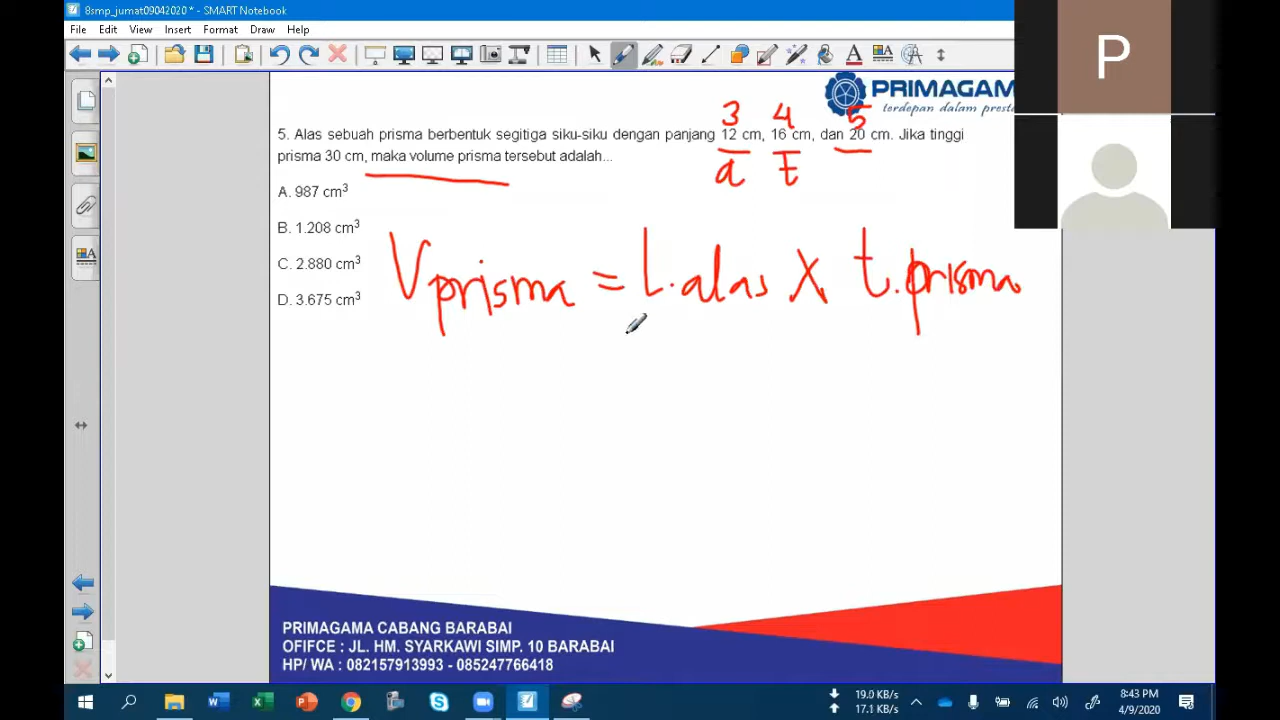 8smp_jumat09042020 * - SMART Notebook
File Edit View Insert Format Draw Help
P
PRIMAGAM
terdepan dalam prest
3 4 5
5. Alas sebuah prisma berbentuk segitiga siku-siku dengan panjang 12 cm, 16 cm, dan 20 cm. Jika tinggi
prisma 30 cm, maka volume prisma tersebut adalah...
a t
A. 987 cm³
B. 1.208 cm³
C. 2.880 cm³
D. 3.675 cm³
Vprisma = L.alas X t.prisma
PRIMAGAMA CABANG BARABAI
OFIFCE : JL. HM. SYARKAWI SIMP. 10 BARABAI
HP/ WA : 082157913993 - 085247766418
19.0 KB/s
17.1 KB/s
8:43 PM
4/9/2020